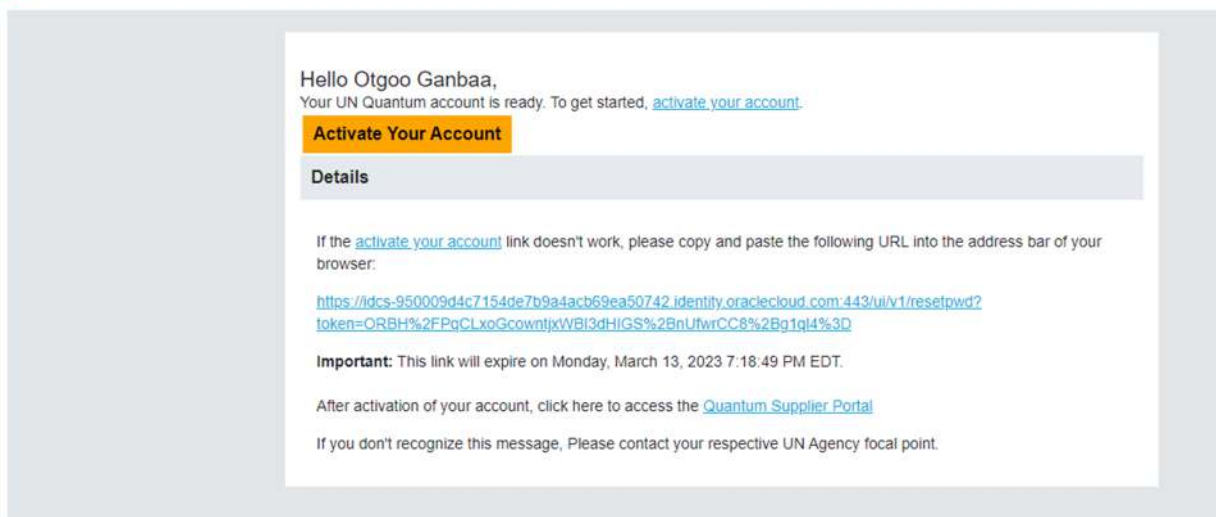 Hello Otgoo Ganbaa,
Your UN Quantum account is ready. To get started, activate your account.
Activate Your Account
Details
If the activate your account link doesn't work, please copy and paste the following URL into the address bar of your
browser:
https://idcs-950009d4c7154de7b9a4acb69ea50742.identity.oraclecloud.com:443/ui/v1/resetpwd?
token=ORBH%2FPqCLxoGcowntjxWBI3dHIGS%2BnUfwrCC8%2Bg1qI4%3D
Important: This link will expire on Monday, March 13, 2023 7:18:49 PM EDT.
After activation of your account, click here to access the Quantum Supplier Portal
If you don't recognize this message, Please contact your respective UN Agency focal point.